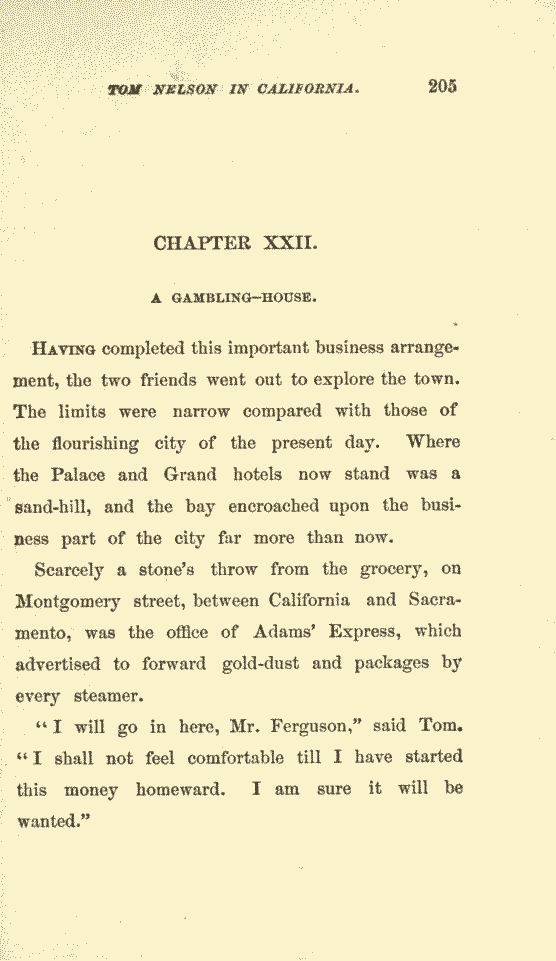 TOM NELSON IN CALIFORNIA. 205
CHAPTER XXII.
A GAMBLING-HOUSE.
HAVING completed this important business arrange-
ment, the two friends went out to explore the town.
The limits were narrow compared with those of
the flourishing city of the present day. Where
the Palace and Grand hotels now stand was a
sand-hill, and the bay encroached upon the busi-
ness part of the city far more than now.
Scarcely a stone's throw from the grocery, on
Montgomery street, between California and Sacra-
mento, was the office of Adams' Express, which
advertised to forward gold-dust and packages by
every steamer.
"I will go in here, Mr. Ferguson," said Tom.
"I shall not feel comfortable till I have started
this money homeward. I am sure it will be
wanted."